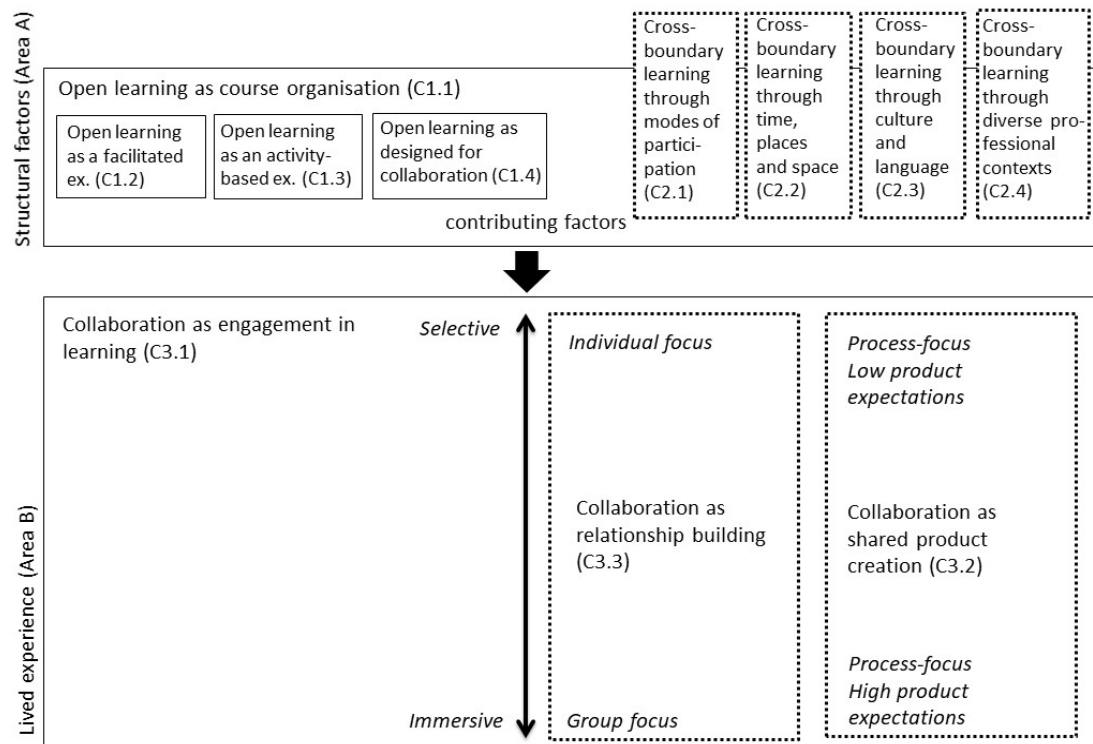 Structural factors (Area A)
Open learning as course organisation (C1.1)
Open learning
as a facilitated
ex. (C1.2)
Open learning
as an activity-
based ex. (C1.3)
Open learning as
designed for
collaboration (C1.4)
Cross-
boundary
learning
through
modes of
partici-
pation
(C2.1)
Cross-
boundary
learning
through
time,
places
and space
(C2.2)
Cross-
boundary
learning
through
culture
and
language
(C2.3)
Cross-
boundary
learning
through
diverse pro-
fessional
contexts
(C2.4)
contributing factors
Lived experience (Area B)
Collaboration as engagement in
learning (C3.1)
Selective
Immersive
Individual focus
Collaboration as
relationship building
(C3.3)
Group focus
Process-focus
Low product
expectations
Collaboration as
shared product
creation (C3.2)
Process-focus
High product
expectations